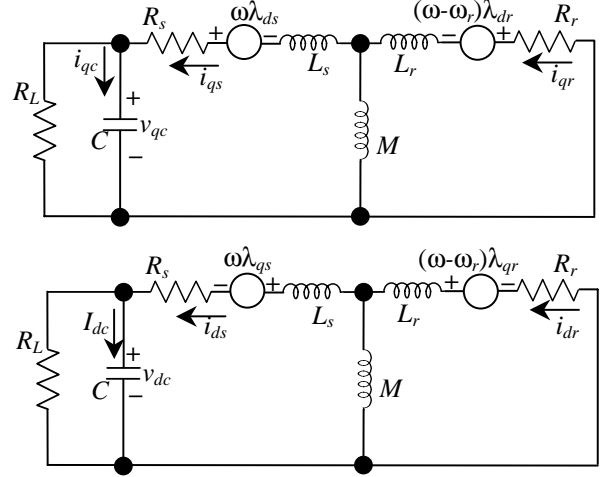 R_s + ωλ_ds − (ω-ω_r)λ_dr R_r
− +
i_qc i_qs L_s L_r i_qr
R_L + C v_qc − M
R_s ωλ_qs (ω-ω_r)λ_qr R_r
− + + −
I_dc i_ds L_s L_r i_dr
R_L + C v_dc − M